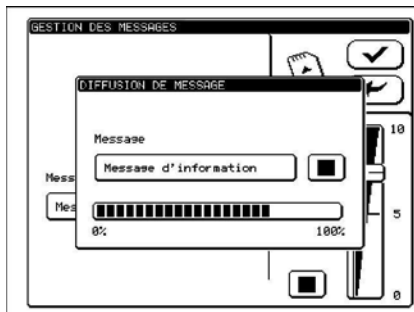 GESTION DES MESSAGES
DIFFUSION DE MESSAGE
Message
Message d'information
0%
100%
Mess
Mes
10
5
0